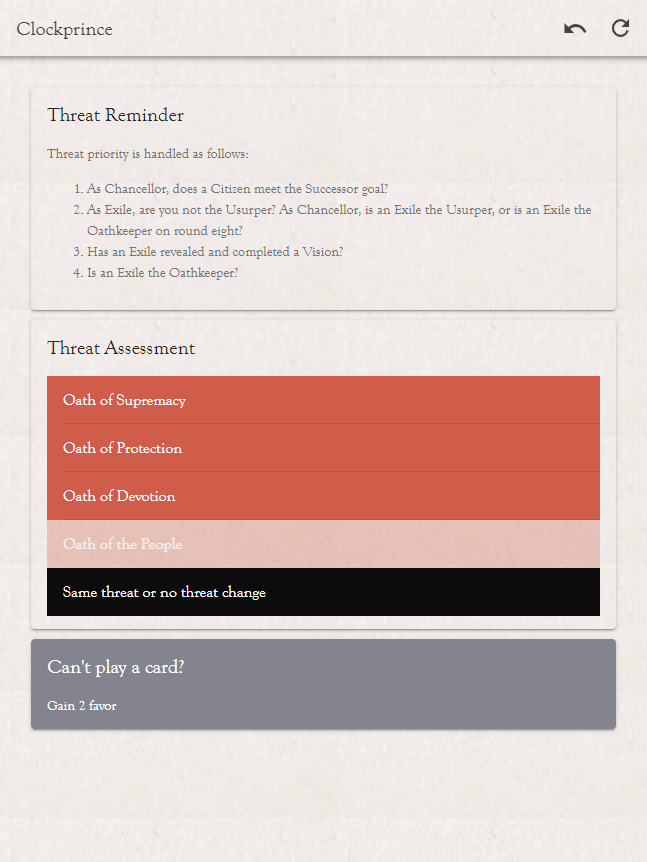 Clockprince
Threat Reminder
Threat priority is handled as follows:
1. As Chancellor, does a Citizen meet the Successor goal?
2. As Exile, are you not the Usurper? As Chancellor, is an Exile the Usurper, or is an Exile the
Oathkeeper on round eight?
3. Has an Exile revealed and completed a Vision?
4. Is an Exile the Oathkeeper?
Threat Assessment
Oath of Supremacy
Oath of Protection
Oath of Devotion
Oath of the People
Same threat or no threat change
Can't play a card?
Gain 2 favor